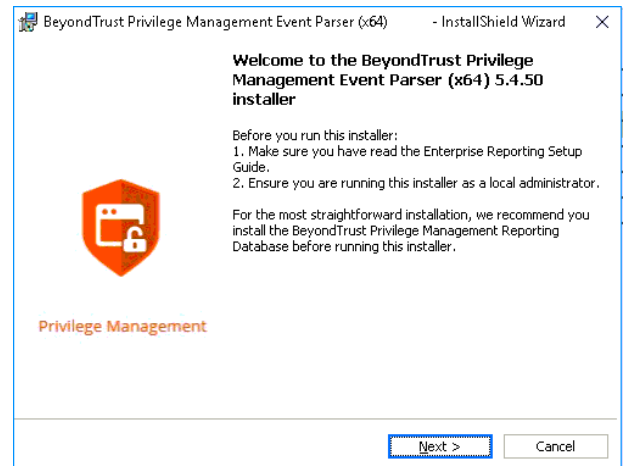 BeyondTrust Privilege Management Event Parser (x64) - InstallShield Wizard
Welcome to the BeyondTrust Privilege
Management Event Parser (x64) 5.4.50
installer
Before you run this installer:
1. Make sure you have read the Enterprise Reporting Setup
Guide.
2. Ensure you are running this installer as a local administrator.
For the most straightforward installation, we recommend you
install the BeyondTrust Privilege Management Reporting
Database before running this installer.
Privilege Management
Next >
Cancel